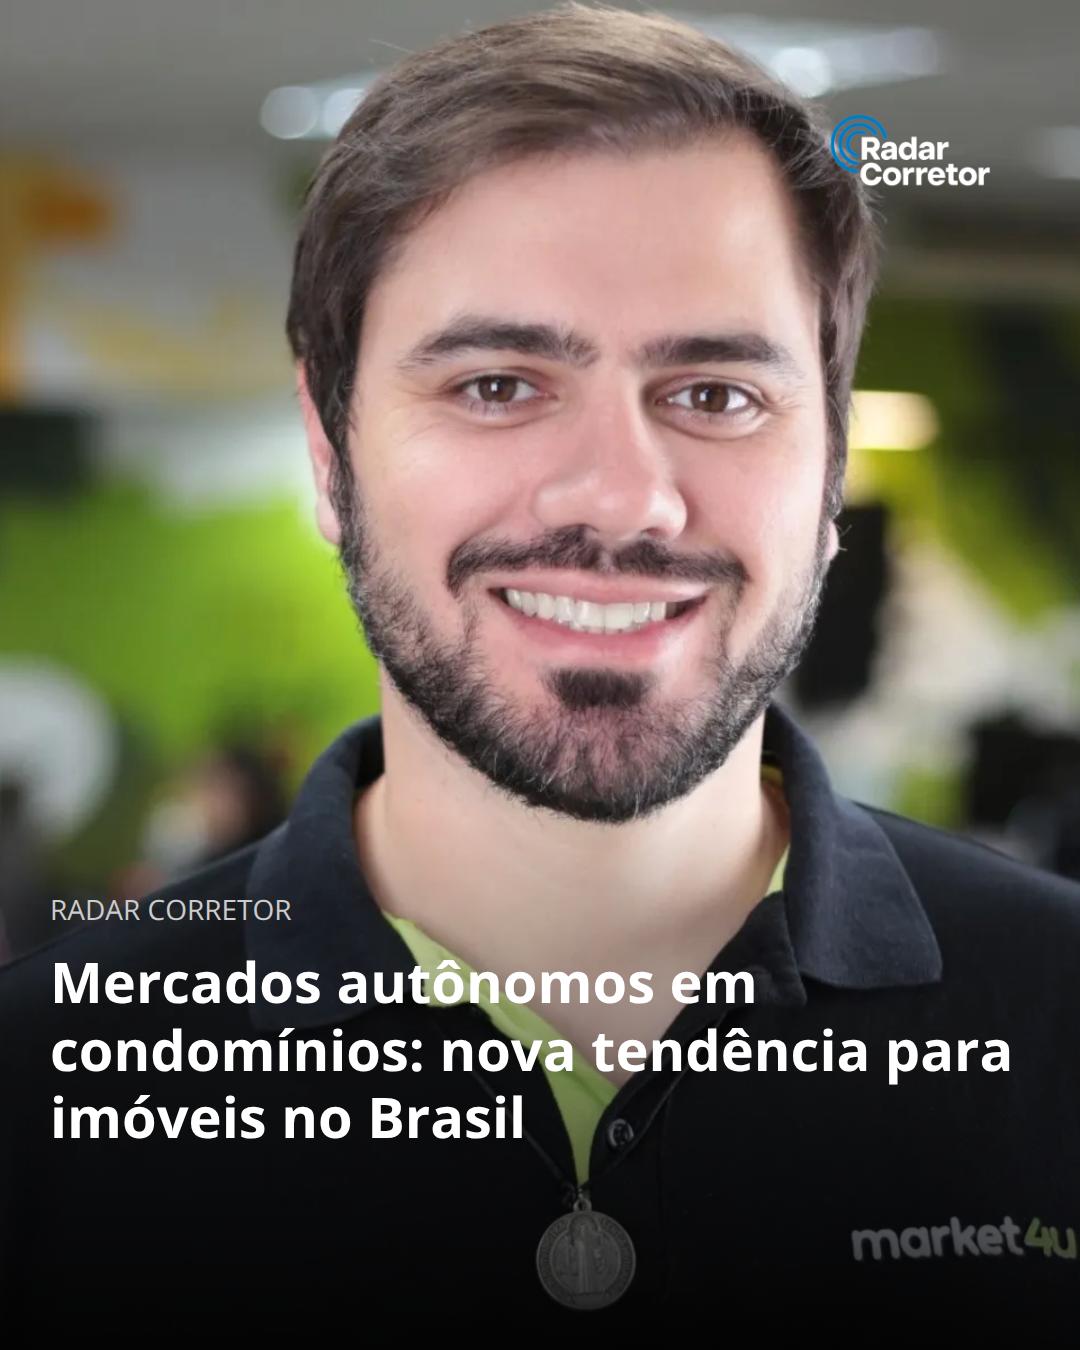 Radar
Corretor
RADAR CORRETOR
Mercados autônomos em
condomínios: nova tendência para
imóveis no Brasil
market4u